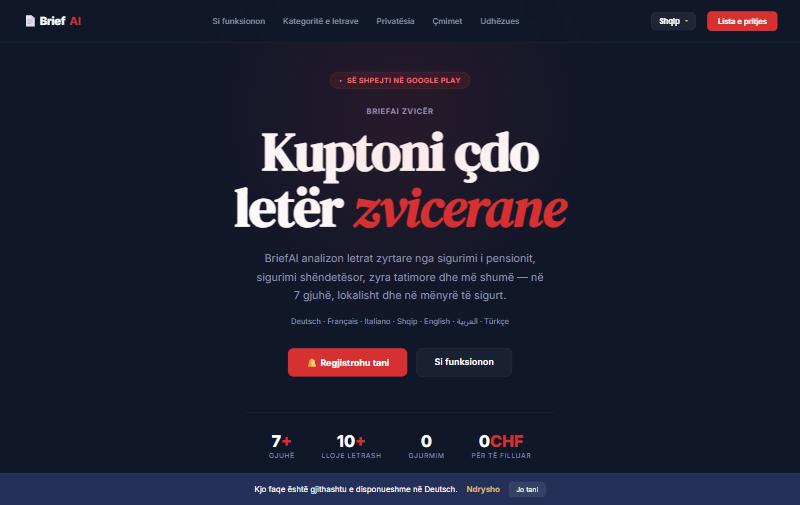 Brief AI
Si funksionon
Kategoritë e letrave
Privatësia
Çmimet
Udhëzues
Shqip
Lista e pritjes
SË SHPEJTI NË GOOGLE PLAY
BRIEFAI ZVICËR
Kuptoni çdo
letër zvicerane
BriefAI analizon letrat zyrtare nga sigurimi i pensionit,
sigurimi shëndetësor, zyra tatimore dhe më shumë — në
7 gjuhë, lokalisht dhe në mënyrë të sigurt.
Deutsch · Français · Italiano · Shqip · English · العربية · Türkçe
Regjistrohu tani
Si funksionon
7+
GJUHË
10+
LLOJE LETRASH
0
GJURMIM
0CHF
PËR TË FILLUAR
Kjo faqe është gjithashtu e disponueshme në Deutsch. Ndrysho Jo tani